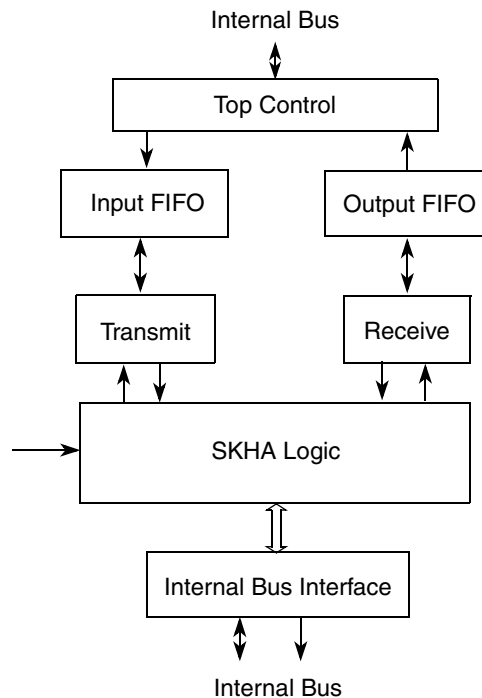 Internal Bus
Top Control
Input FIFO
Output FIFO
Transmit
Receive
SKHA Logic
Internal Bus Interface
Internal Bus